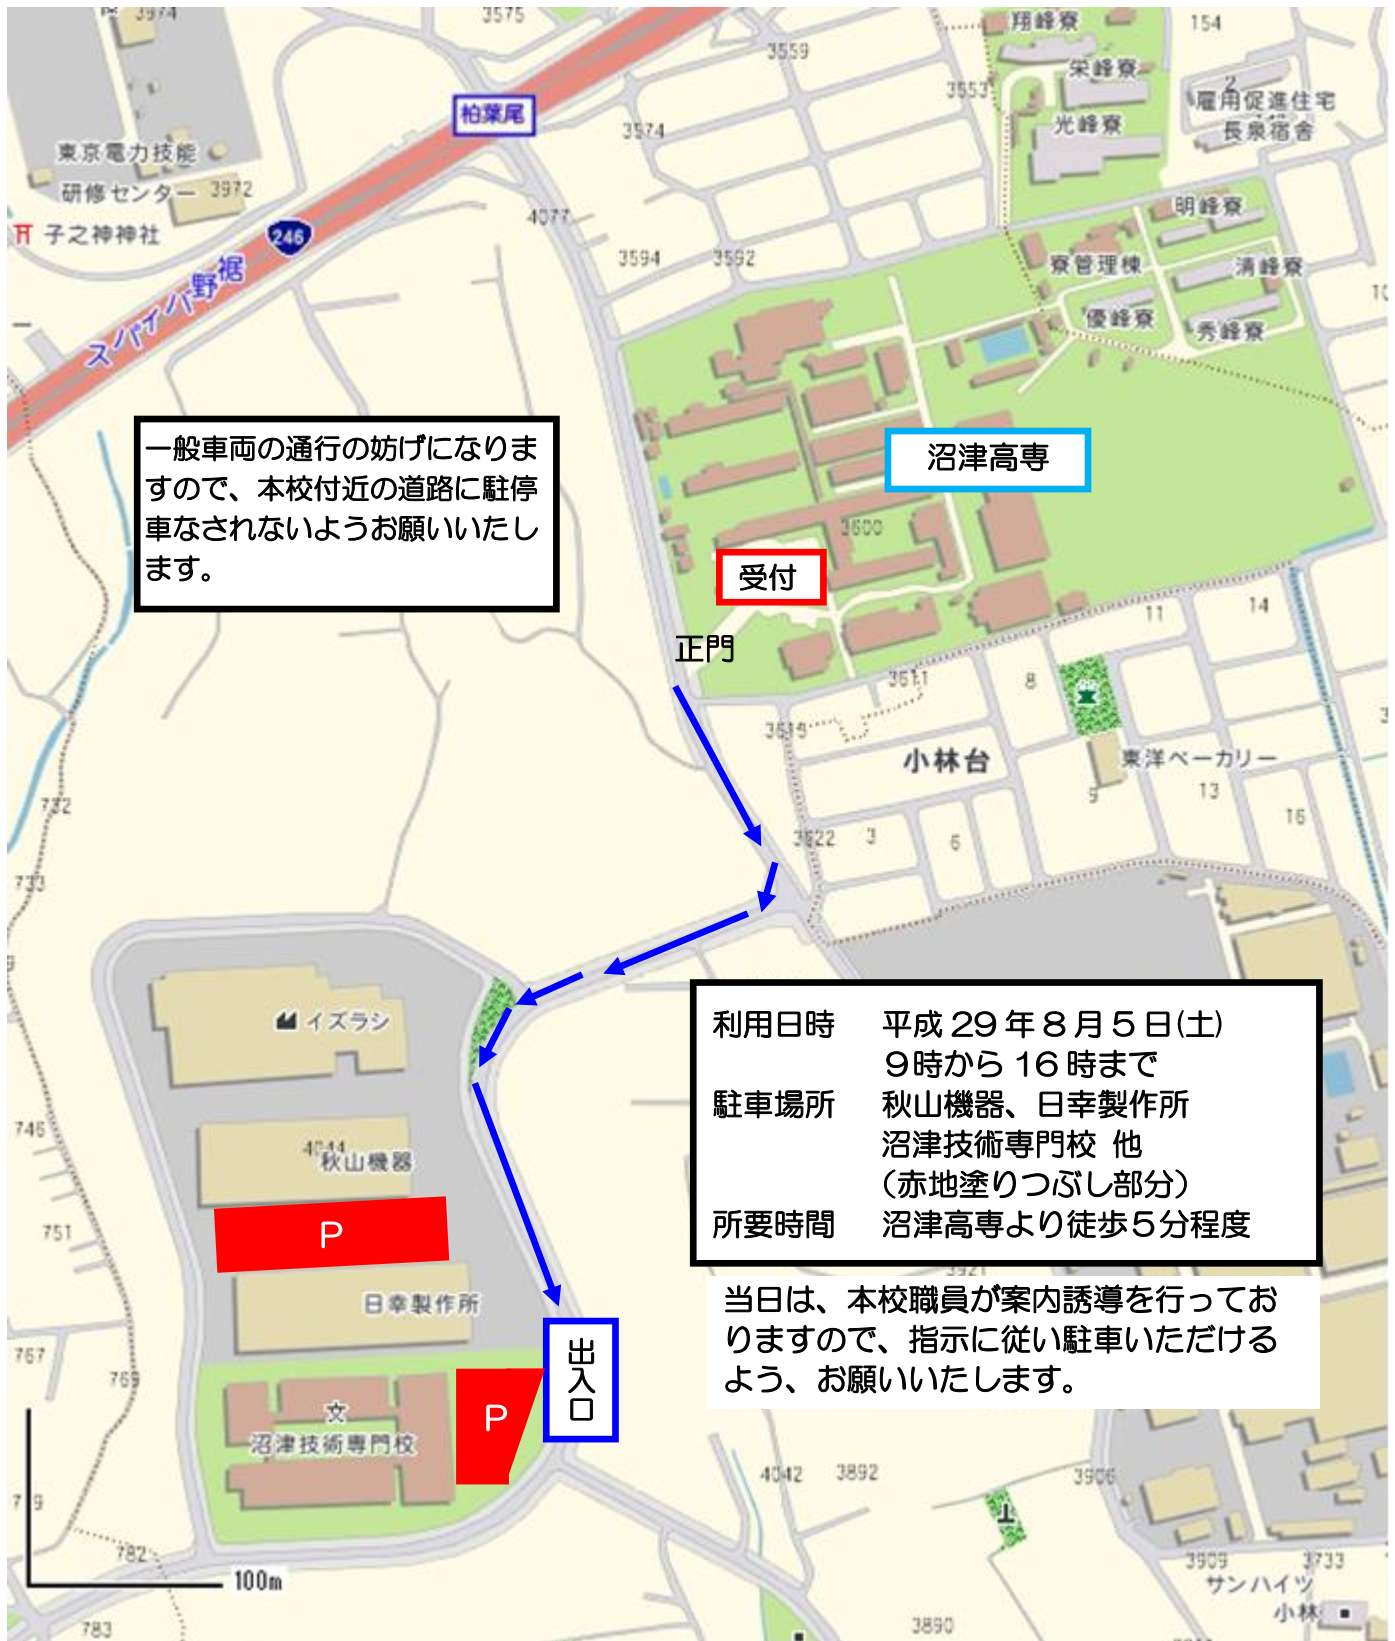 3974
3575
翔峰寮
154
3559
栄峰寮
3553
2
雇用促進住宅
長泉宿舎
柏葉尾
3574
光峰寮
東京電力技能
研修センター
3972
子之神神社
246
4077
明峰寮
裾野バイパス
3594
3592
寮管理棟
清峰寮
優峰寮
秀峰寮
一般車両の通行の妨げになりま
すので、本校付近の道路に駐停
車なされないようお願いいたし
ます。
沼津高専
3600
受付
11
14
正門
3611
8
3619
小林台
東洋ベーカリー
9
13
732
3622
3
6
16
733
イズラシ
利用日時 平成29年8月5日(土)
9時から16時まで
駐車場所 秋山機器、日幸製作所
沼津技術専門校 他
(赤地塗りつぶし部分)
所要時間 沼津高専より徒歩5分程度
746
4044
秋山機器
751
P
3921
日幸製作所
当日は、本校職員が案内誘導を行ってお
りますので、指示に従い駐車いただける
よう、お願いいたします。
767
出入口
P
沼津技術専門校
4042
3892
3906
782
100m
3909
3733
サンハイツ
小林
783
3890